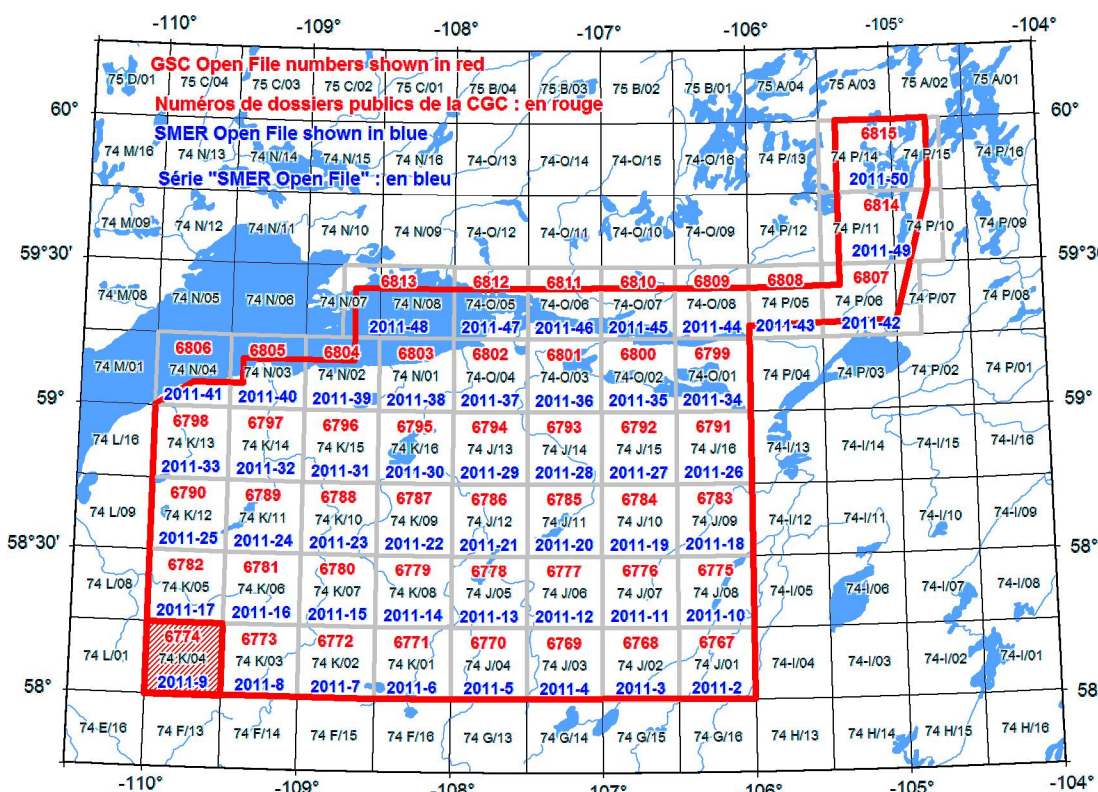 -110° -109° -108° -107° -106° -105° -104°
75 D/01 75 C/04 75 C/03 75 C/02 75 C/01 75 B/04 75 B/03 75 B/02 75 B/01 75 A/04 75 A/03 75 A/02 75 A/01
GSC Open File numbers shown in red
60° 60°
Numéros de dossiers publics de la CGC : en rouge
SMER Open File shown in blue
6815
74 M/16 74 N/13 74 N/14 74 N/15 74 N/16 74-O/13 74-O/14 74-O/15 74-O/16 74 P/13 74 P/14 74 P/15 74 P/16
Série "SMER Open File" : en bleu
2011-50
6814
74 M/09 74 N/12 74 N/11 74 N/10 74 N/09 74-O/12 74-O/11 74-O/10 74-O/09 74 P/12 74 P/11 74 P/10 74 P/09
2011-49
59°30' 59°30
6813 6812 6811 6810 6809 6808 6807
74 M/08 74 N/05 74 N/06 74 N/07 74 N/08 74-O/05 74-O/06 74-O/07 74-O/08 74 P/05 74 P/06 74 P/07 74 P/08
2011-48 2011-47 2011-46 2011-45 2011-44 2011-43 2011-42
6806 6805 6804 6803 6802 6801 6800 6799
74 M/01 74 N/04 74 N/03 74 N/02 74 N/01 74-O/04 74-O/03 74-O/02 74-O/01 74 P/04 74 P/03 74 P/02 74 P/01
2011-41 2011-40 2011-39 2011-38 2011-37 2011-36 2011-35 2011-34
59° 59°
6798 6797 6796 6795 6794 6793 6792 6791
74 L/16 74 K/13 74 K/14 74 K/15 74 K/16 74 J/13 74 J/14 74 J/15 74 J/16 74-I/13 74-I/14 74-I/15 74-I/16
2011-33 2011-32 2011-31 2011-30 2011-29 2011-28 2011-27 2011-26
6790 6789 6788 6787 6786 6785 6784 6783
74 L/09 74 K/12 74 K/11 74 K/10 74 K/09 74 J/12 74 J/11 74 J/10 74 J/09 74-I/12 74-I/11 74-I/10 74-I/09
2011-25 2011-24 2011-23 2011-22 2011-21 2011-20 2011-19 2011-18
58°30' 58°
6782 6781 6780 6779 6778 6777 6776 6775
74 L/08 74 K/05 74 K/06 74 K/07 74 K/08 74 J/05 74 J/06 74 J/07 74 J/08 74-I/05 74-I/06 74-I/07 74-I/08
2011-17 2011-16 2011-15 2011-14 2011-13 2011-12 2011-11 2011-10
6774 6773 6772 6771 6770 6769 6768 6767
74 L/01 74 K/04 74 K/03 74 K/02 74 K/01 74 J/04 74 J/03 74 J/02 74 J/01 74-I/04 74-I/03 74-I/02 74-I/01
2011-9 2011-8 2011-7 2011-6 2011-5 2011-4 2011-3 2011-2
58° 58
74 E/16 74 F/13 74 F/14 74 F/15 74 F/16 74 G/13 74 G/14 74 G/15 74 G/16 74 H/13 74 H/14 74 H/15 74 H/16
-110° -109° -108° -107° -106° -105° -104°